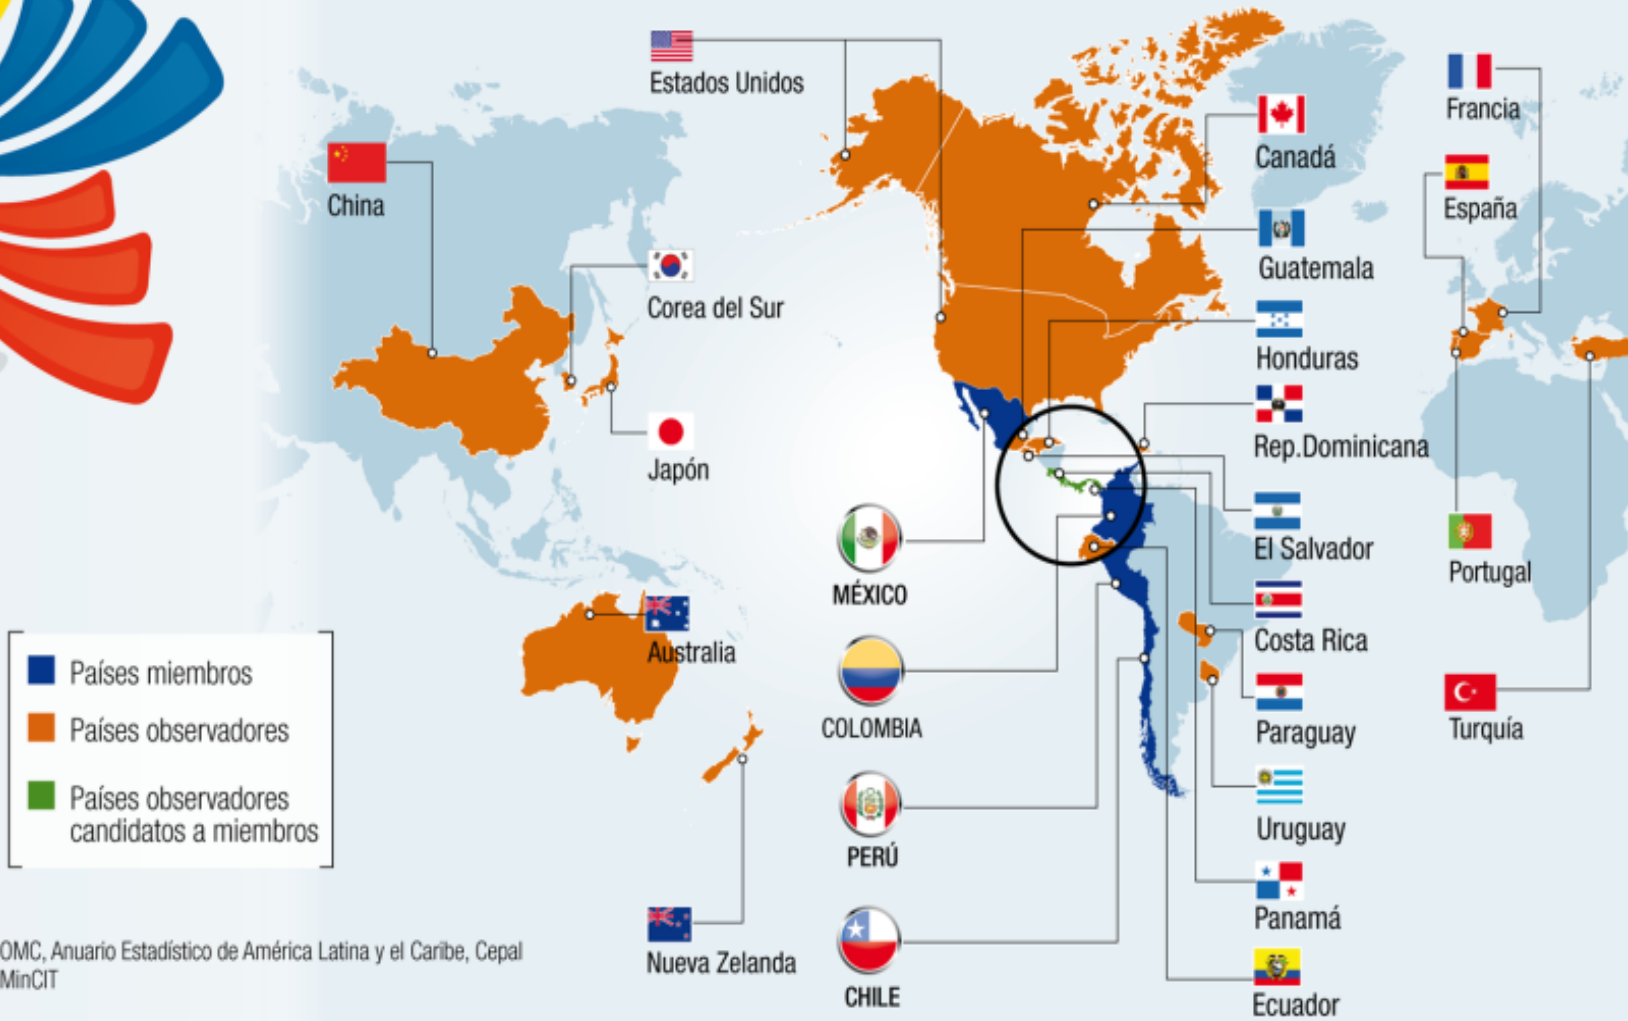 Estados Unidos
China
Corea del Sur
Japón
Australia
Nueva Zelanda
MÉXICO
COLOMBIA
PERÚ
CHILE
Canadá
Guatemala
Honduras
Rep.Dominicana
El Salvador
Costa Rica
Paraguay
Uruguay
Panamá
Ecuador
Francia
España
Portugal
Turquía
Países miembros
Países observadores
Países observadores
candidatos a miembros
OMC, Anuario Estadístico de América Latina y el Caribe, Cepal
MinCIT